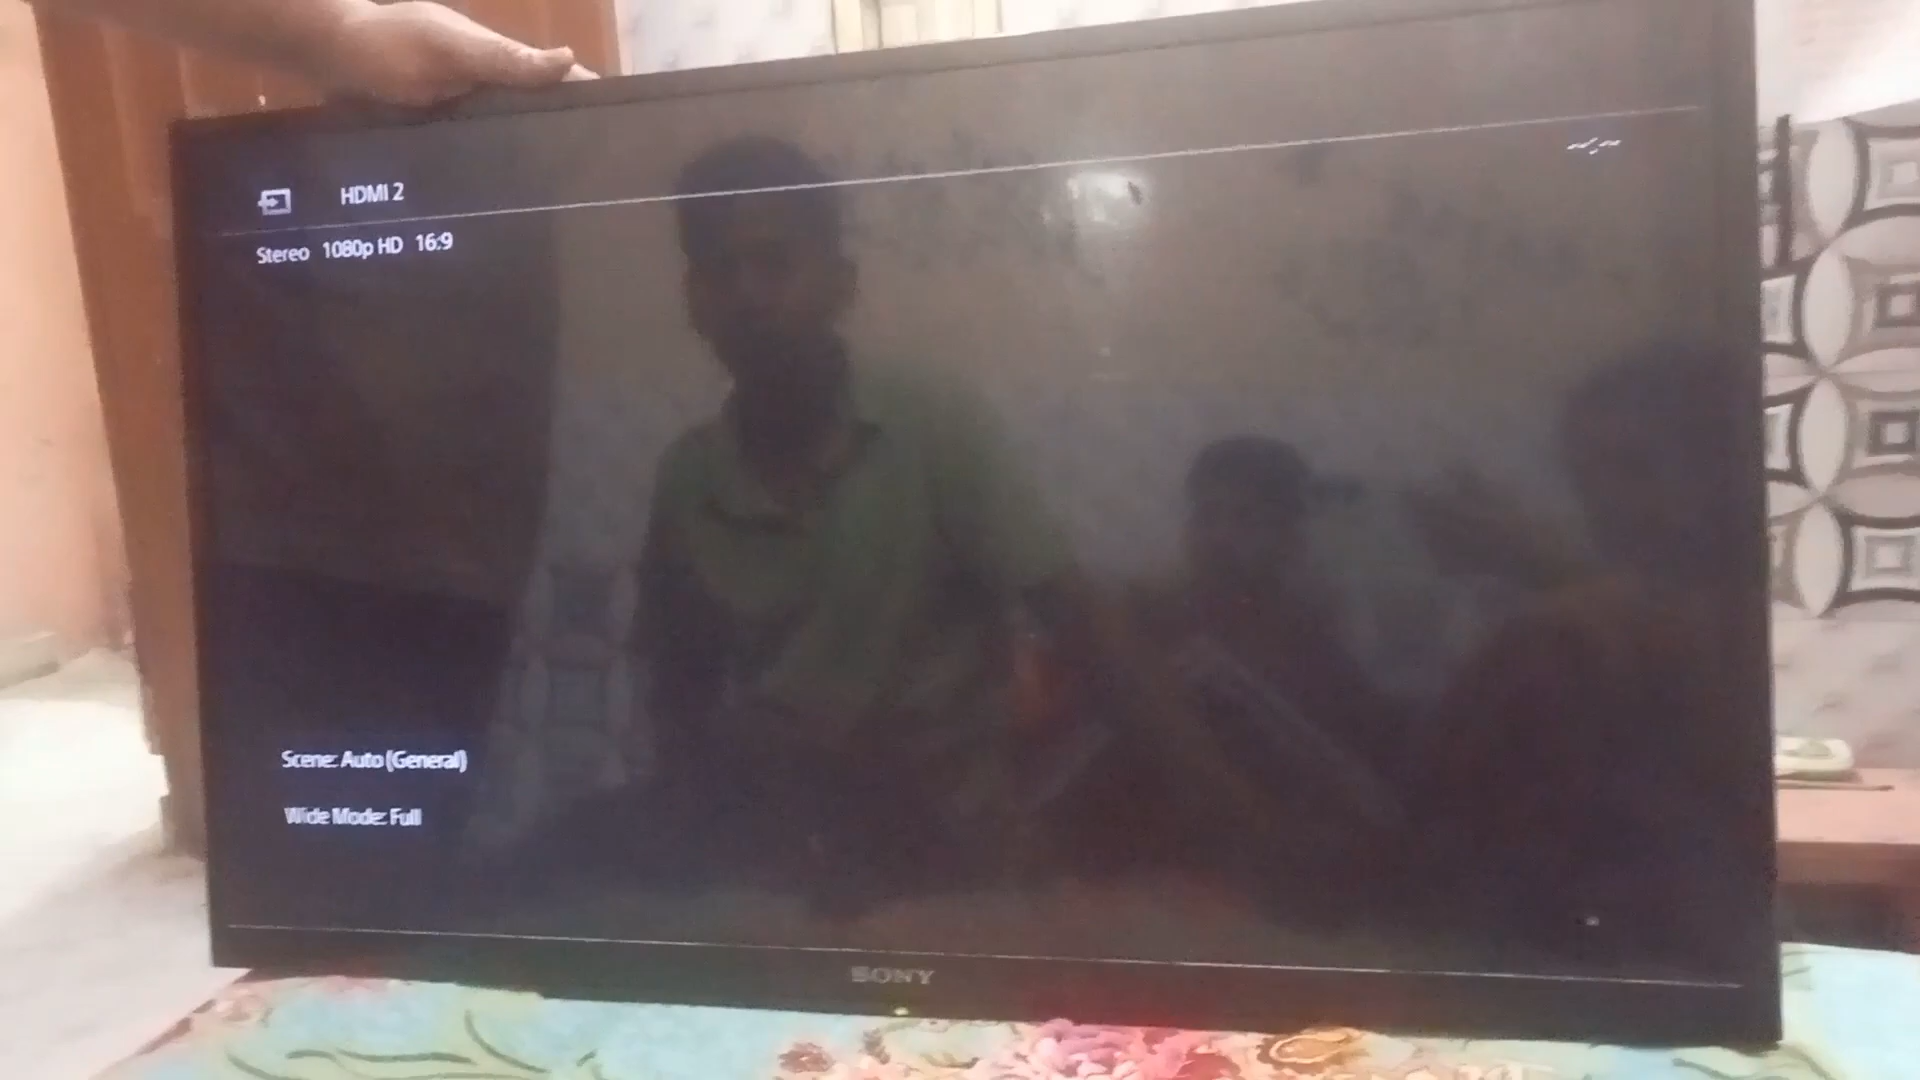 HDMI 2
Stereo 1080p HD 16:9
Scene: Auto (General)
Wide Mode: Full
SONY